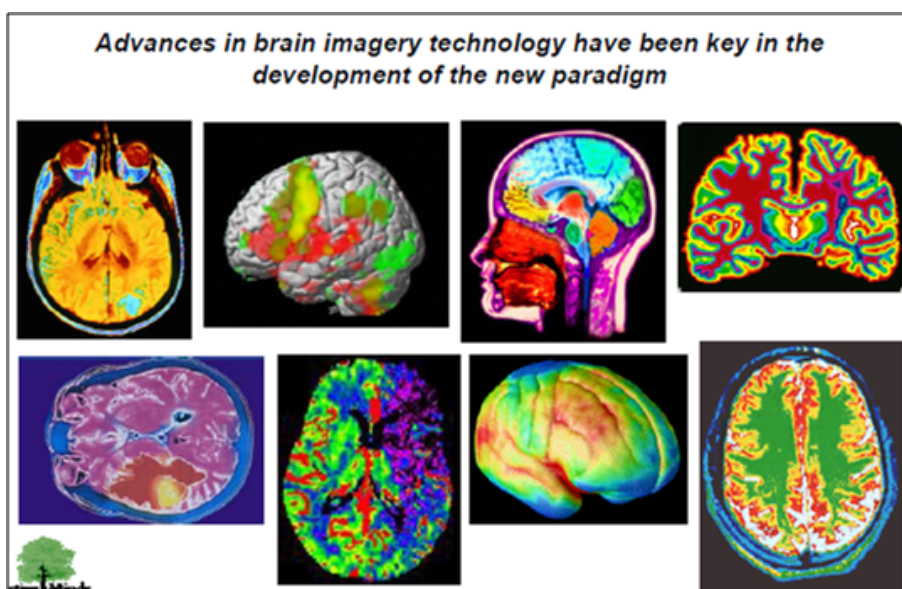 Advances in brain imagery technology have been key in the
development of the new paradigm